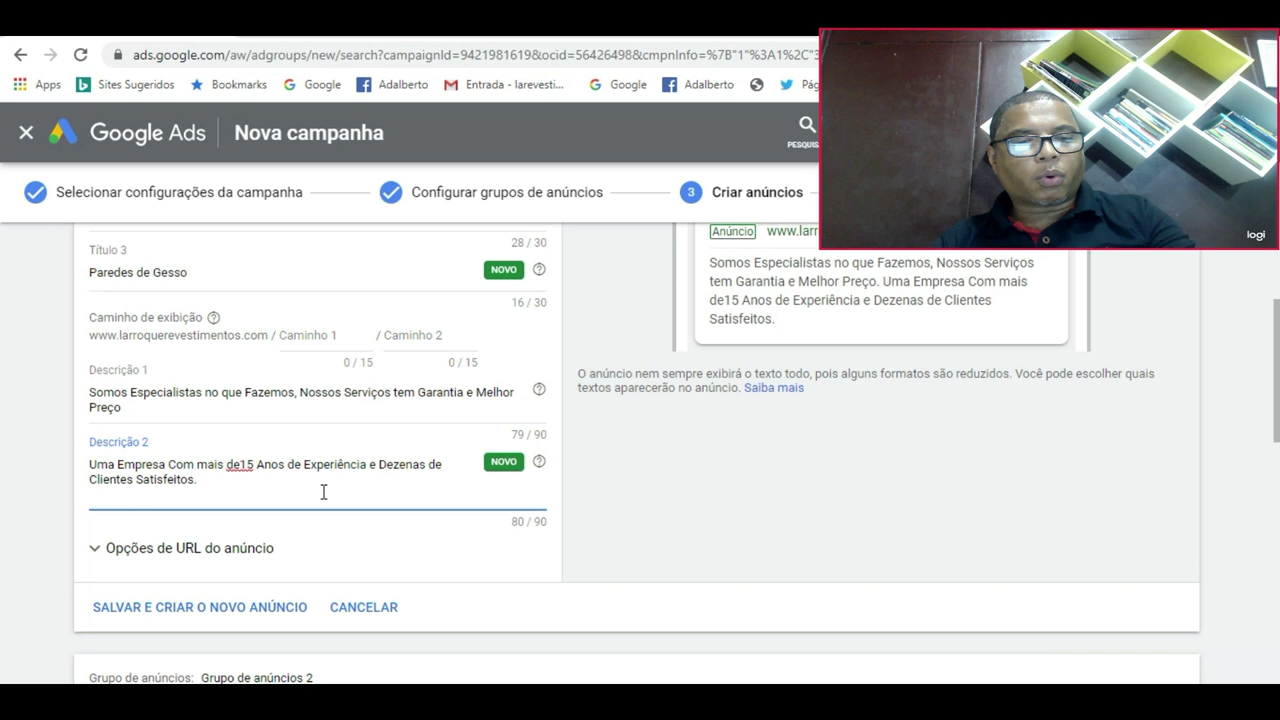 ads.google.com/aw/adgroups/new/search?campaignId=9421981619&ocid=56426498&cmpnInfo=%7B"1"%3A1%2C"
Apps Sites Sugeridos Bookmarks Google Adalberto Entrada - larevesti... Google Adalberto Pág
Google Ads Nova campanha
PESQUIS
Selecionar configurações da campanha Configurar grupos de anúncios 3 Criar anúncios
28 / 30
Título 3
Paredes de Gesso NOVO
16 / 30
Caminho de exibição
www.larroquerevestimentos.com / Caminho 1 / Caminho 2
0 / 15 0 / 15
Descrição 1
Somos Especialistas no que Fazemos, Nossos Serviços tem Garantia e Melhor
Preço
79 / 90
Descrição 2
Uma Empresa Com mais de15 Anos de Experiência e Dezenas de NOVO
Clientes Satisfeitos.
80 / 90
Opções de URL do anúncio
SALVAR E CRIAR O NOVO ANÚNCIO CANCELAR
Grupo de anúncios: Grupo de anúncios 2
Anúncio www.larr
Somos Especialistas no que Fazemos, Nossos Serviços
tem Garantia e Melhor Preço. Uma Empresa Com mais
de15 Anos de Experiência e Dezenas de Clientes
Satisfeitos.
O anúncio nem sempre exibirá o texto todo, pois alguns formatos são reduzidos. Você pode escolher quais
textos aparecerão no anúncio. Saiba mais
logi